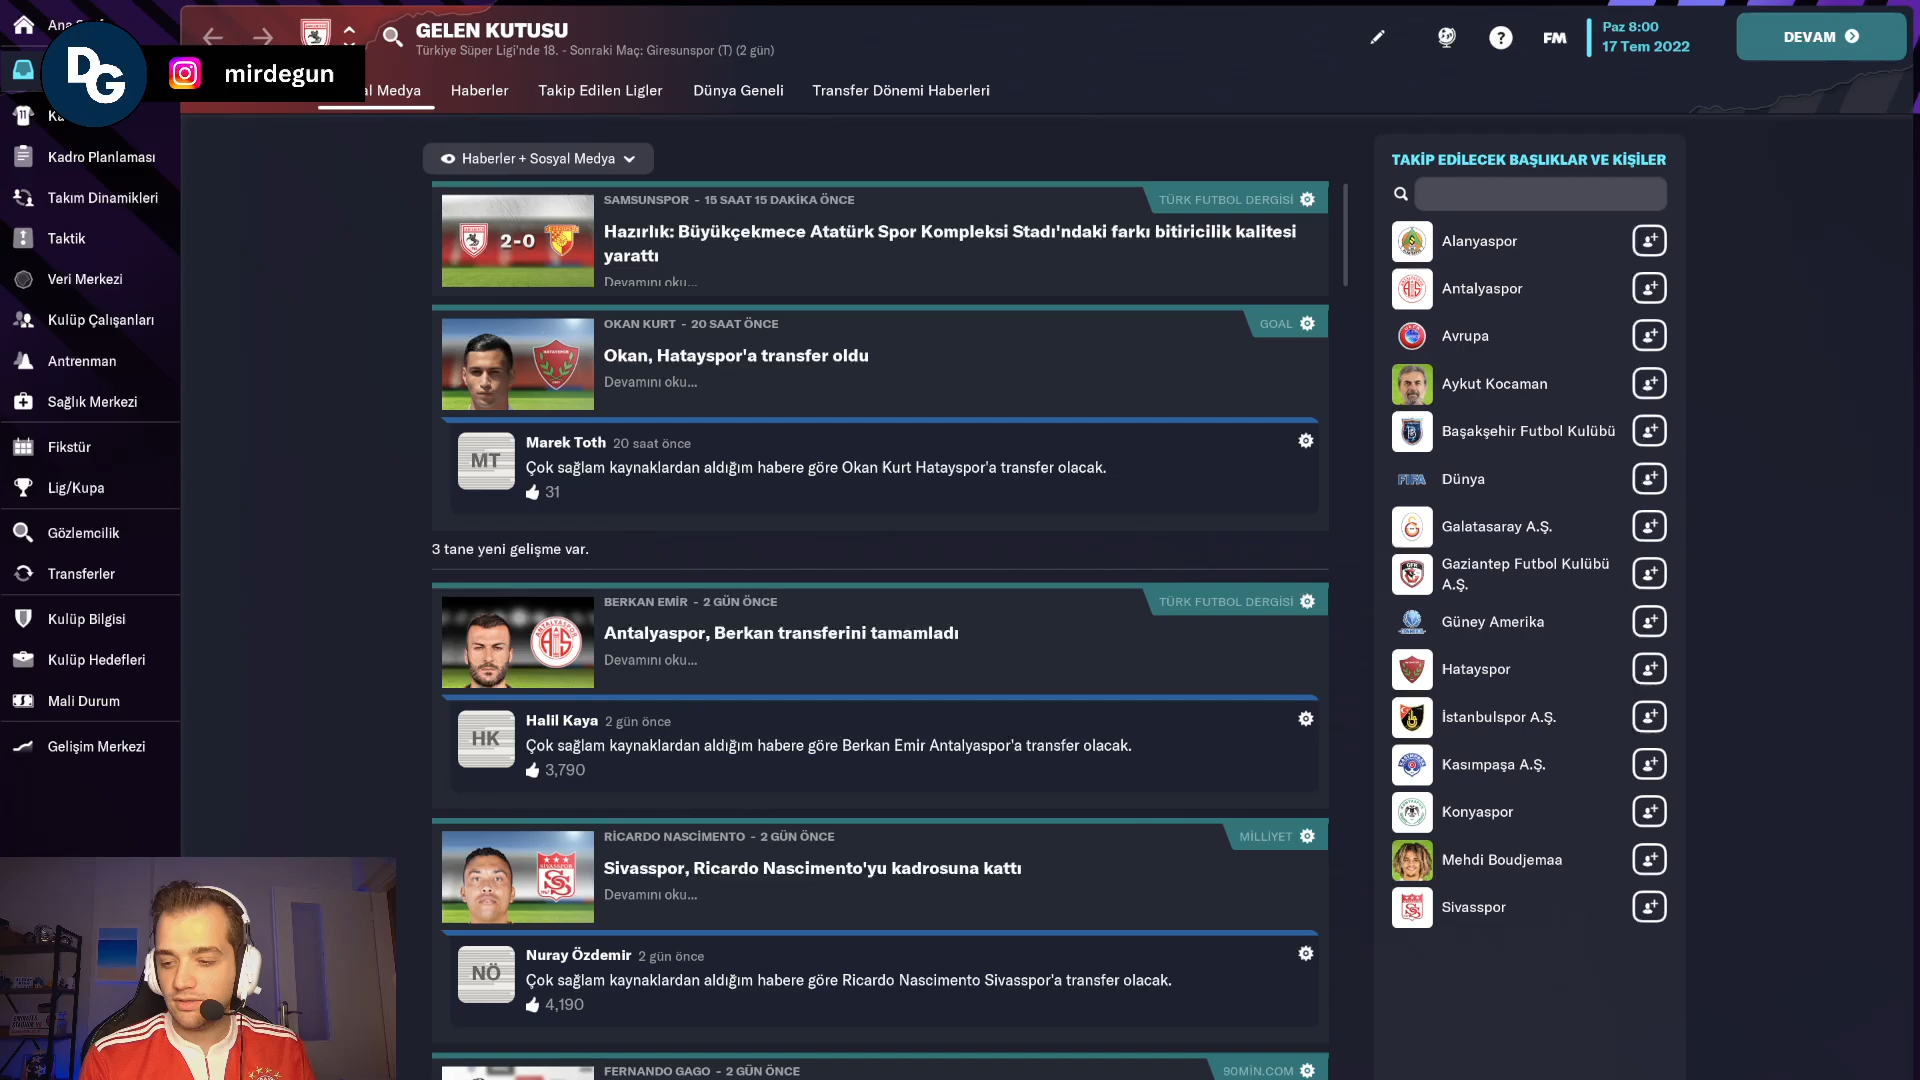 GELEN KUTUSU
Türkiye Süper Ligi'nde 18. - Sonraki Maç: Giresunspor (T) (2 gün)
FM
Paz 8:00
17 Tem 2022
DEVAM
DG
mirdegun
al Medya
Haberler
Takip Edilen Ligler
Dünya Geneli
Transfer Dönemi Haberleri
Kadro Planlaması
Takım Dinamikleri
Taktik
Veri Merkezi
Kulüp Çalışanları
Antrenman
Sağlık Merkezi
Fikstür
Lig/Kupa
Gözlemcilik
Transferler
Kulüp Bilgisi
Kulüp Hedefleri
Mali Durum
Gelişim Merkezi
Haberler + Sosyal Medya
SAMSUNSPOR - 15 SAAT 15 DAKİKA ÖNCE
TÜRK FUTBOL DERGİSİ
2-0
Hazırlık: Büyükçekmece Atatürk Spor Kompleksi Stadı'ndaki farkı bitiricilik kalitesi
yarattı
Devamını oku...
OKAN KURT - 20 SAAT ÖNCE
GOAL
Okan, Hatayspor'a transfer oldu
Devamını oku...
MT
Marek Toth 20 saat önce
Çok sağlam kaynaklardan aldığım habere göre Okan Kurt Hatayspor'a transfer olacak.
31
3 tane yeni gelişme var.
BERKAN EMİR - 2 GÜN ÖNCE
TÜRK FUTBOL DERGİSİ
Antalyaspor, Berkan transferini tamamladı
Devamını oku...
HK
Halil Kaya 2 gün önce
Çok sağlam kaynaklardan aldığım habere göre Berkan Emir Antalyaspor'a transfer olacak.
3,790
RİCARDO NASCİMENTO - 2 GÜN ÖNCE
MİLLİYET
Sivasspor, Ricardo Nascimento'yu kadrosuna kattı
Devamını oku...
NÖ
Nuray Özdemir 2 gün önce
Çok sağlam kaynaklardan aldığım habere göre Ricardo Nascimento Sivasspor'a transfer olacak.
4,190
FERNANDO GAGO - 2 GÜN ÖNCE
90MİN.COM
TAKİP EDİLECEK BAŞLIKLAR VE KİŞİLER
Alanyaspor
Antalyaspor
Avrupa
Aykut Kocaman
Başakşehir Futbol Kulübü
FIFA
Dünya
Galatasaray A.Ş.
Gaziantep Futbol Kulübü
A.Ş.
Güney Amerika
Hatayspor
İstanbulspor A.Ş.
Kasımpaşa A.Ş.
Konyaspor
Mehdi Boudjemaa
Sivasspor